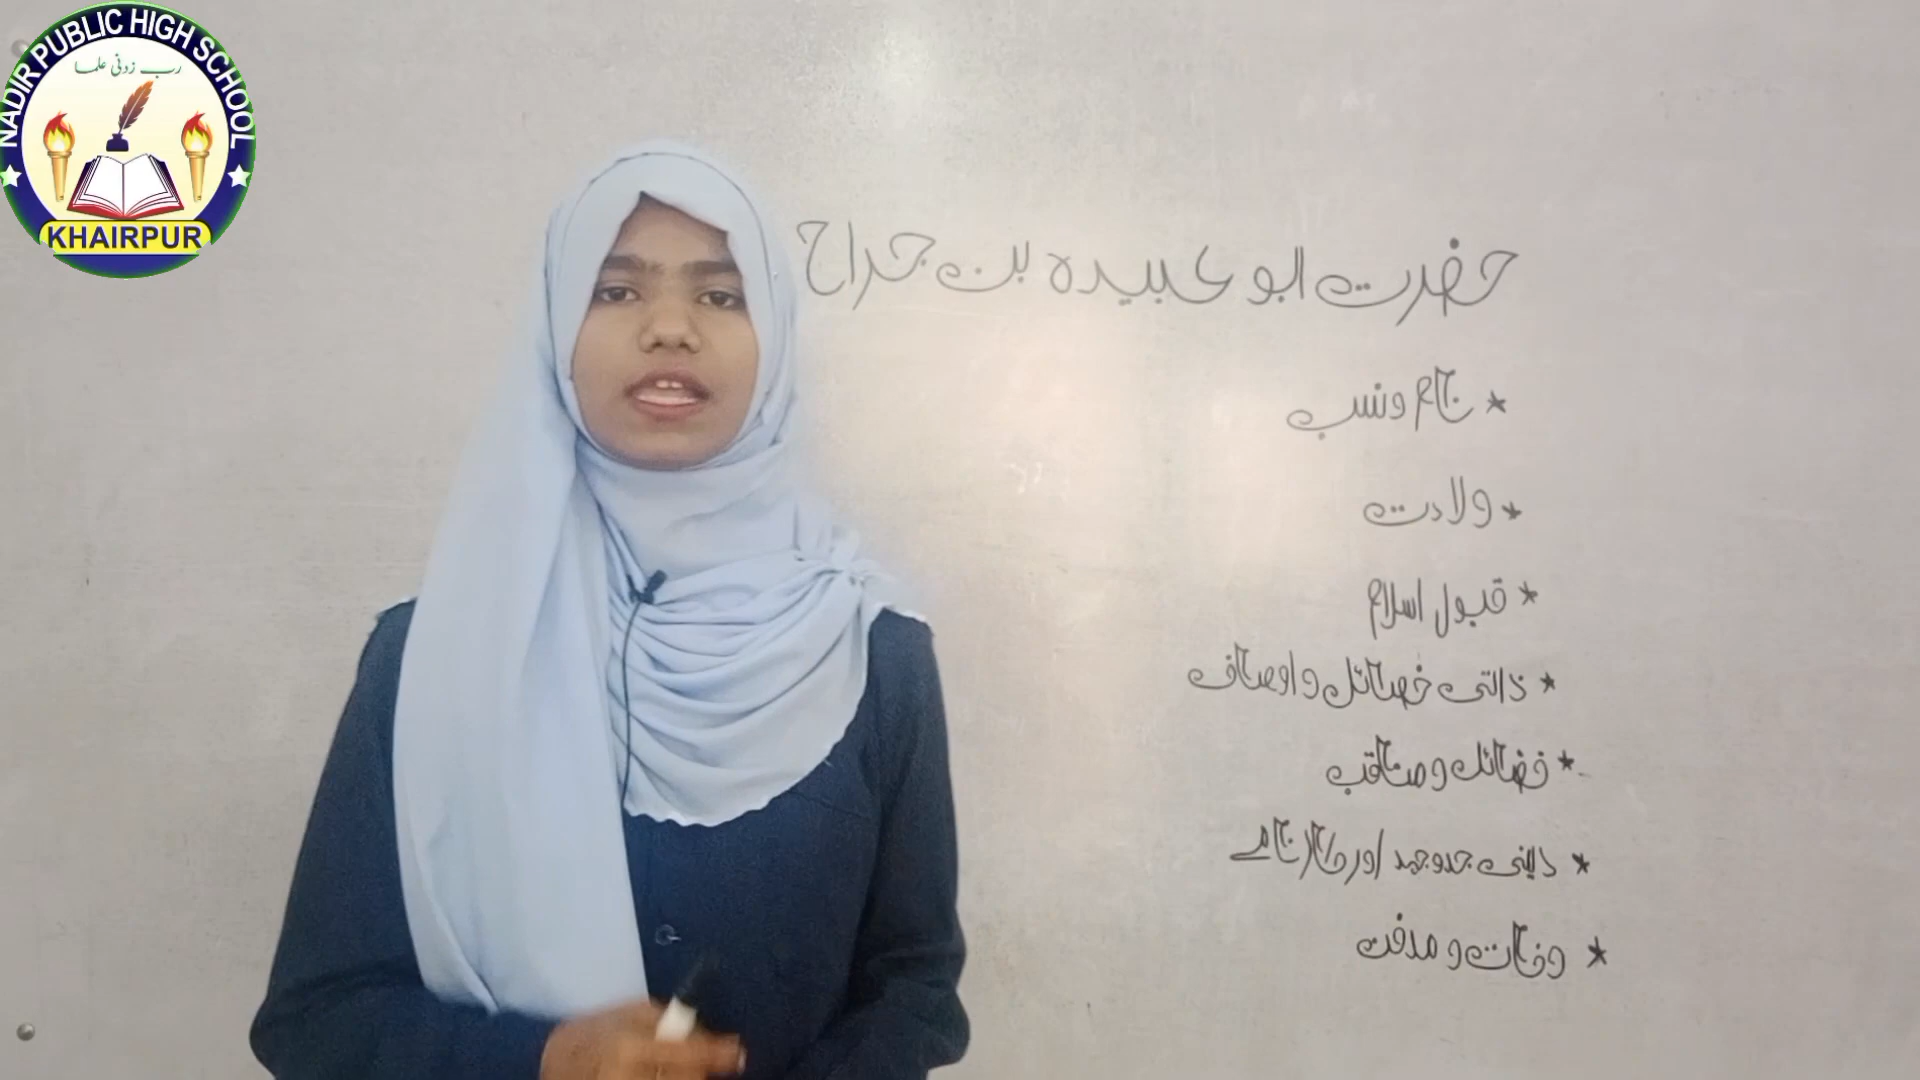 NADIR PUBLIC HIGH SCHOOL
رب زدنی علما
KHAIRPUR
حضرت ابو عبیدہ بن جراح
* نام ونسب
* ولادت
* قبول اسلام
* ذاتی خصائل و اوصاف
* فضائل و مناقب
* دینی جدوجہد اور کارنامے
* وفات و مدفن